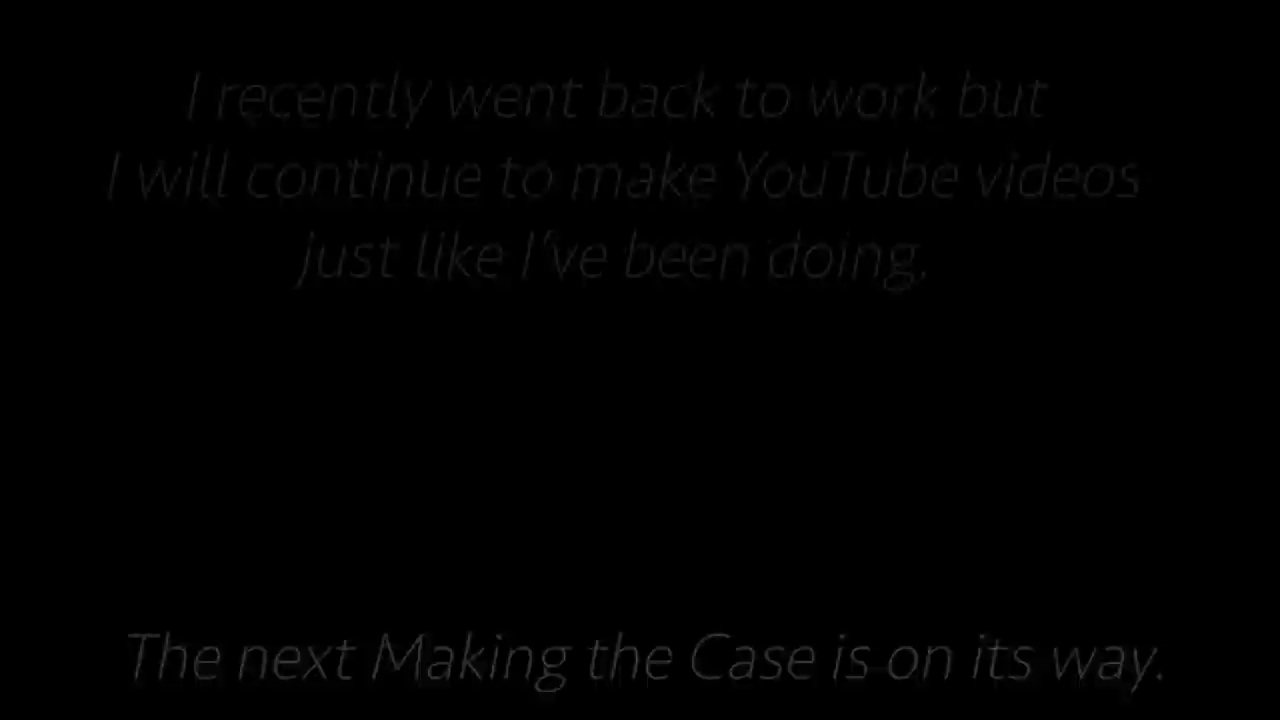 I recently went back to work but
I will continue to make YouTube videos
just like I've been doing.
The next Making the Case is on its way.